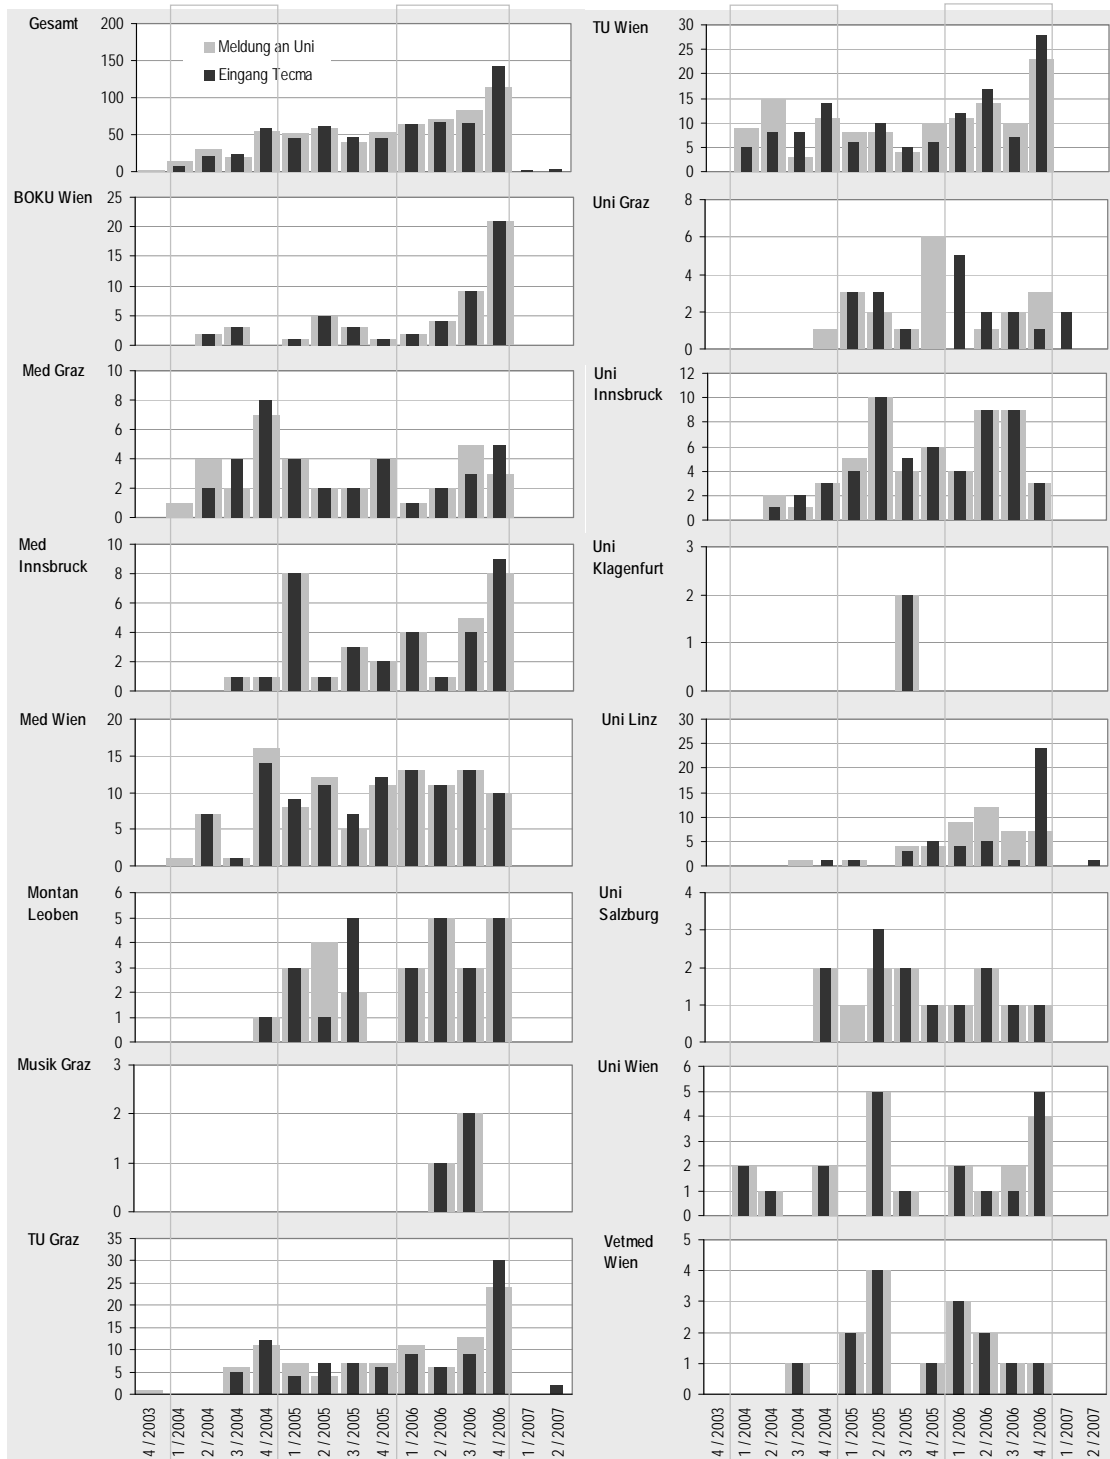 Gesamt
200
150
100
50
0
Meldung an Uni
Eingang Tecma
BOKU Wien
25
20
15
10
5
0
Med Graz
10
8
6
4
2
0
Med
Innsbruck
10
8
6
4
2
0
Med Wien
20
15
10
5
0
Montan
Leoben
6
5
4
3
2
1
0
Musik Graz
3
2
1
0
TU Graz
35
30
25
20
15
10
5
0
4 / 2003
1 / 2004
2 / 2004
3 / 2004
4 / 2004
1 / 2005
2 / 2005
3 / 2005
4 / 2005
1 / 2006
2 / 2006
3 / 2006
4 / 2006
1 / 2007
2 / 2007
TU Wien
30
25
20
15
10
5
0
Uni Graz
8
6
4
2
0
Uni
Innsbruck
12
10
8
6
4
2
0
Uni
Klagenfurt
3
2
1
0
Uni Linz
30
25
20
15
10
5
0
Uni
Salzburg
4
3
2
1
0
Uni Wien
6
5
4
3
2
1
0
Vetmed
Wien
5
4
3
2
1
0
4 / 2003
1 / 2004
2 / 2004
3 / 2004
4 / 2004
1 / 2005
2 / 2005
3 / 2005
4 / 2005
1 / 2006
2 / 2006
3 / 2006
4 / 2006
1 / 2007
2 / 2007